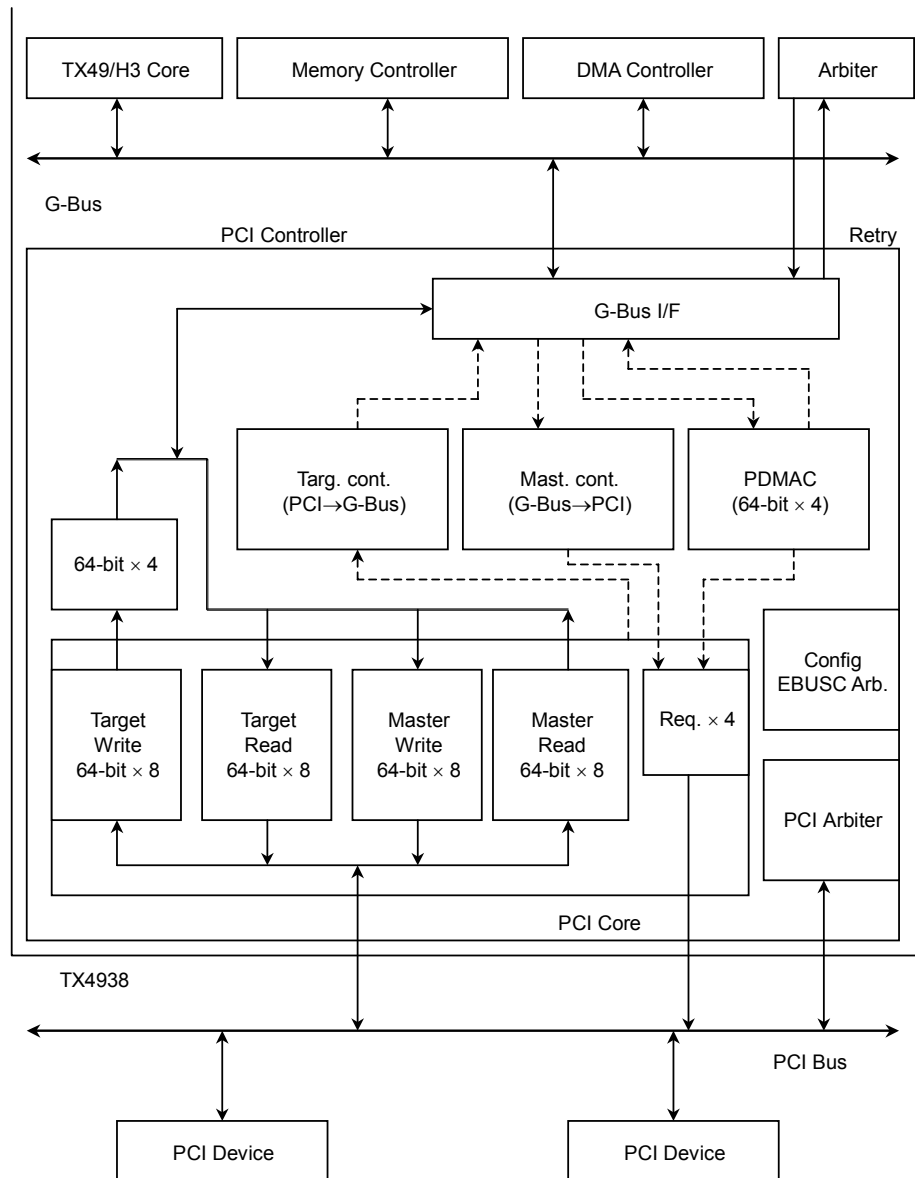 TX49/H3 Core
Memory Controller
DMA Controller
Arbiter
G-Bus
PCI Controller
Retry
G-Bus I/F
Targ. cont.
(PCI→G-Bus)
Mast. cont.
(G-Bus→PCI)
PDMAC
(64-bit × 4)
64-bit × 4
Config
EBUSC Arb.
Target
Write
64-bit × 8
Target
Read
64-bit × 8
Master
Write
64-bit × 8
Master
Read
64-bit × 8
Req. × 4
PCI Arbiter
PCI Core
TX4938
PCI Bus
PCI Device
PCI Device